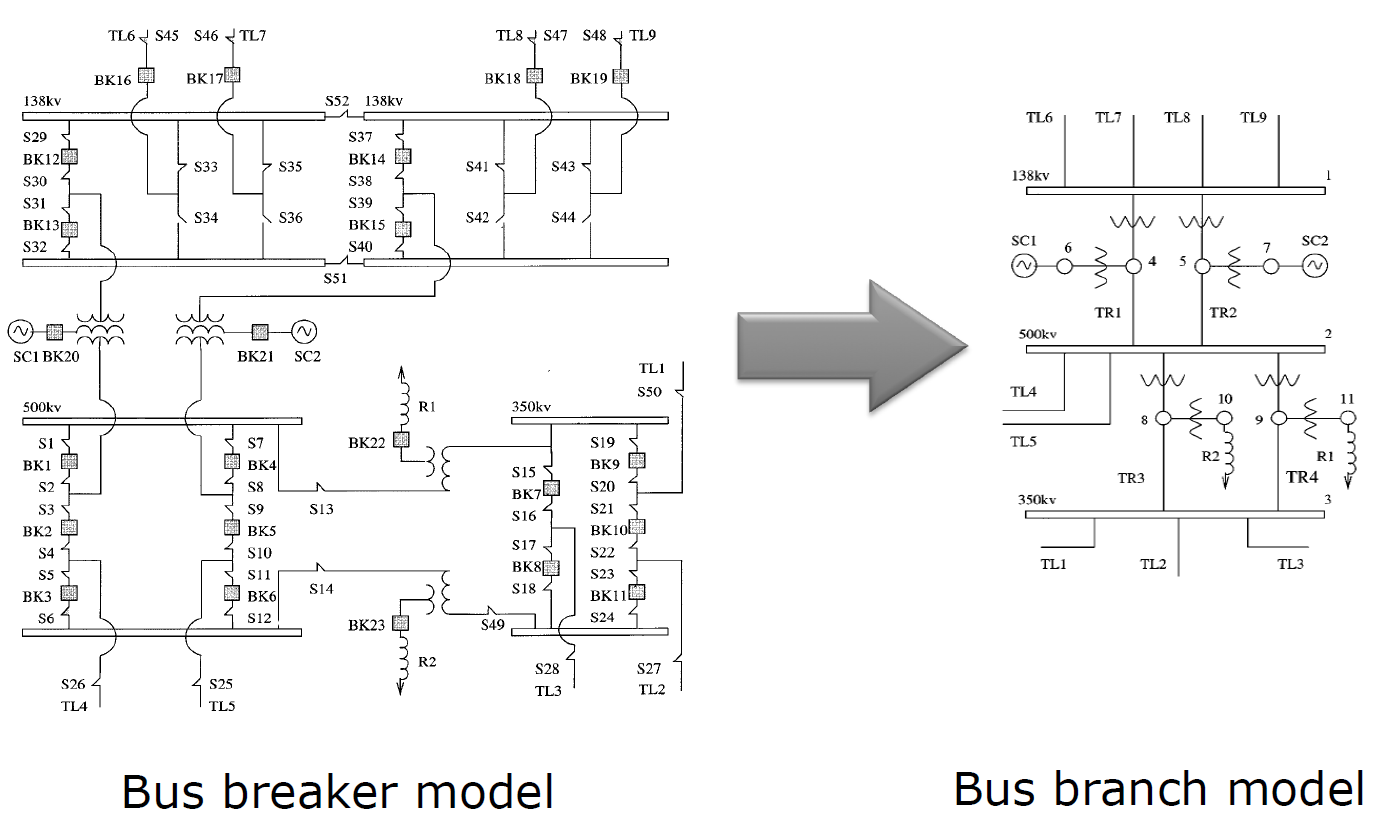 TL6 S45 S46 TL7 TL8 S47 S48 TL9
BK16 BK17 BK18 BK19
138kv S52 138kv
S29 S37
BK12 S33 S35 BK14 S41 S43
S30 S38
S31 S39
BK13 S34 S36 BK15 S42 S44
S32 S40
S51
SC1 BK20 BK21 SC2
TL1
S50
R1
500kv 350kv
BK22
S1 S7 S19
BK1 BK4 BK9
S15
S2 S8 BK7 S20
S3 S9 S13 S16 S21
BK2 BK5 BK10
S4 S10 S17 S22
S5 S11 BK8 S23
BK3 BK6 S14 S18 BK11
S6 S12 S24
BK23 S49
R2
S26 S25 S28 S27
TL4 TL5 TL3 TL2
Bus breaker model
TL6 TL7 TL8 TL9
138kv 1
SC1 6 4 5 7 SC2
TR1 TR2
500kv 2
TL4
TL5
8 10 9 11
R2 R1
TR3 TR4
350kv 3
TL1 TL2 TL3
Bus branch model